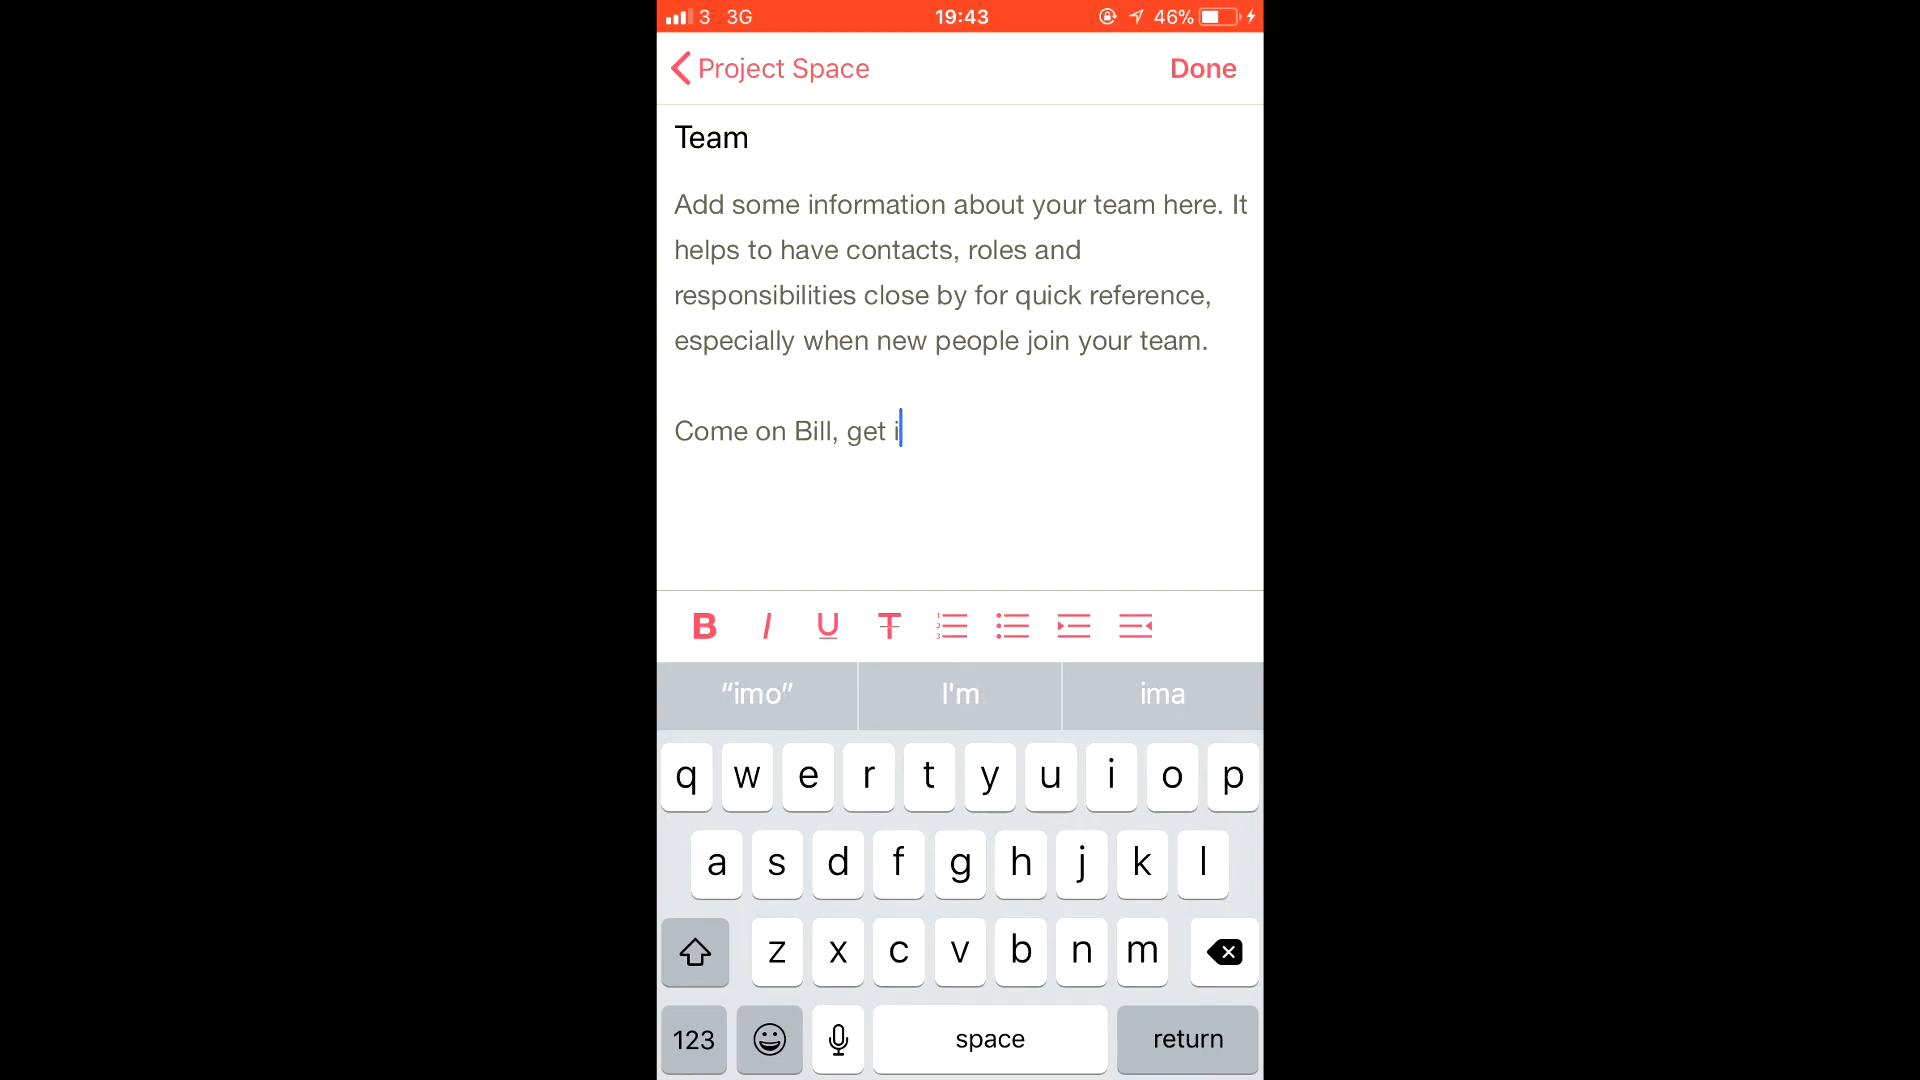 3 3G 19:43 46%
Project Space Done
Team
Add some information about your team here. It
helps to have contacts, roles and
responsibilities close by for quick reference,
especially when new people join your team.
Come on Bill, get i
B I U T
“imo” I'm ima
q w e r t y u i o p
a s d f g h j k l
z x c v b n m
123 space return